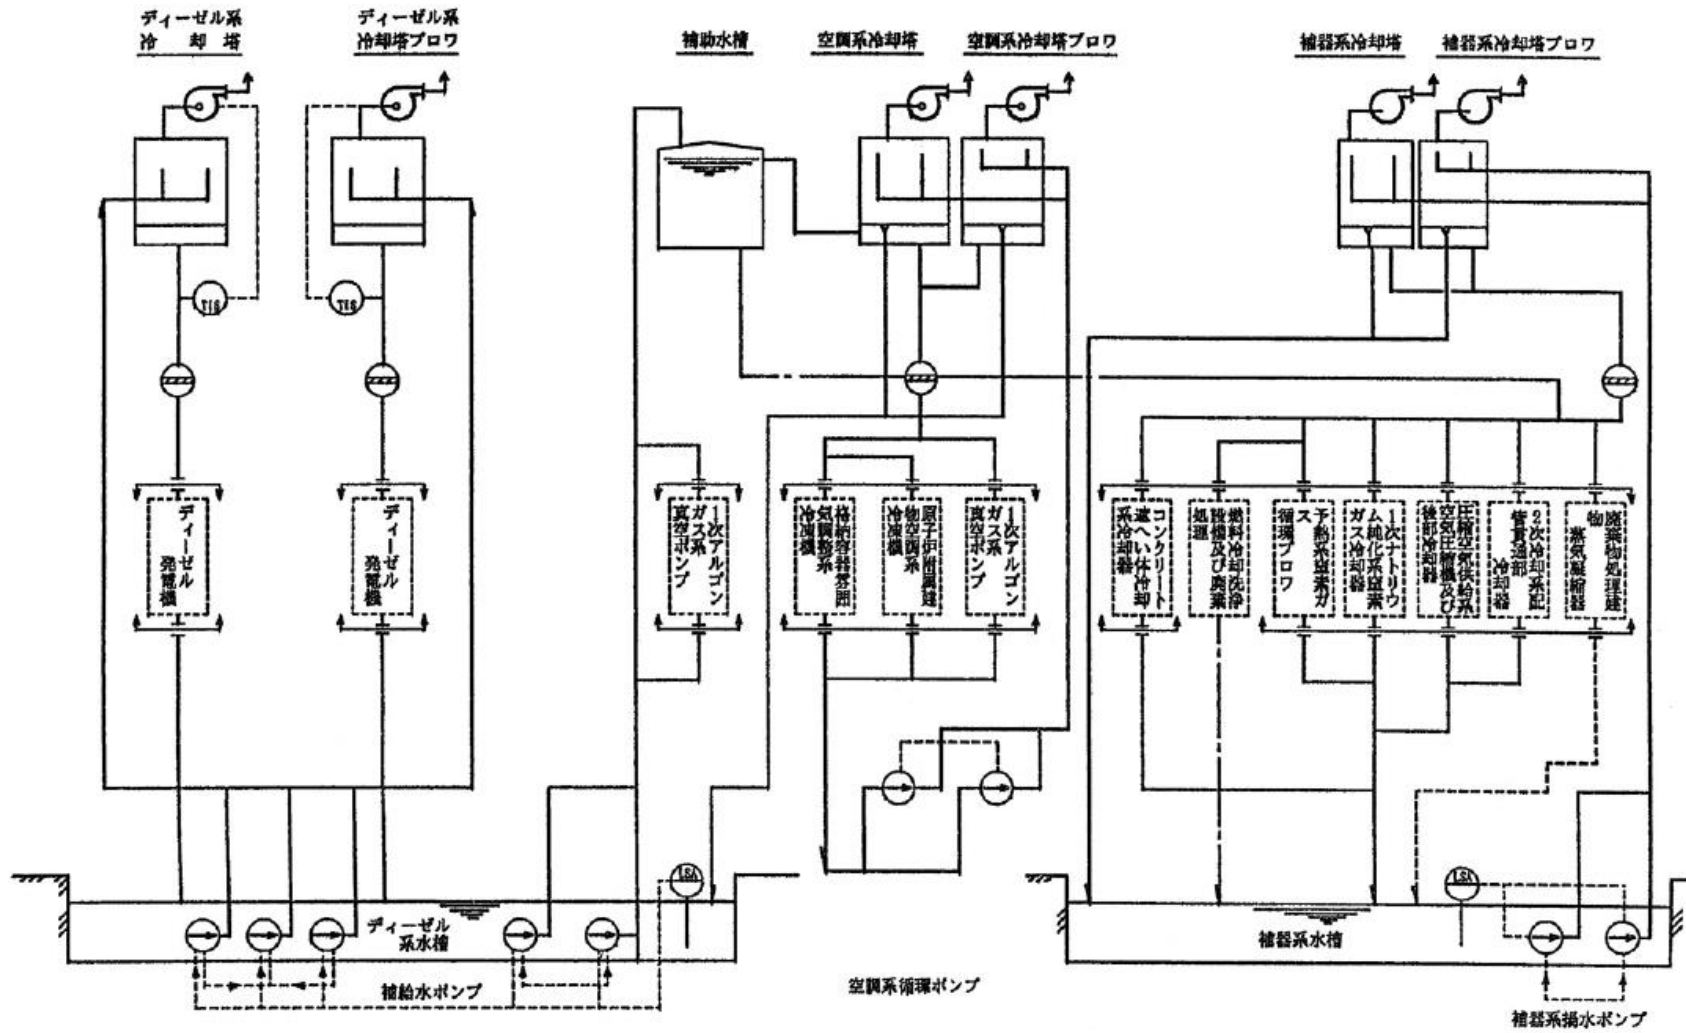 ディーゼル系
冷却塔
ディーゼル系
冷却塔ブロワ
補助水槽
空調系冷却塔
空調系冷却塔ブロワ
補器系冷却塔
補器系冷却塔ブロワ
TIS
TIS
ディーゼル
発電機
ディーゼル
発電機
1次アルゴン
ガス系
真空ポンプ
格納容器雰囲
気調整系
冷凍機
原子炉附属建
物空調系
冷凍機
1次アルゴン
ガス系
真空ポンプ
コンクリート
遮へい体冷却
系冷却器
燃料冷却洗浄
設備及び廃棄
処理
予熱系窒素ガ
ス
循環ブロワ
1次ナトリウ
ム純化系窒素
ガス冷却器
圧縮空気供給系
空気圧縮機及び
後部冷却器
2次冷却系配
管貫通部
冷却器
廃棄物処理建
物
蒸気凝縮器
LSA
LSA
ディーゼル
系水槽
補器系水槽
補給水ポンプ
空調系循環ポンプ
補器系揚水ポンプ